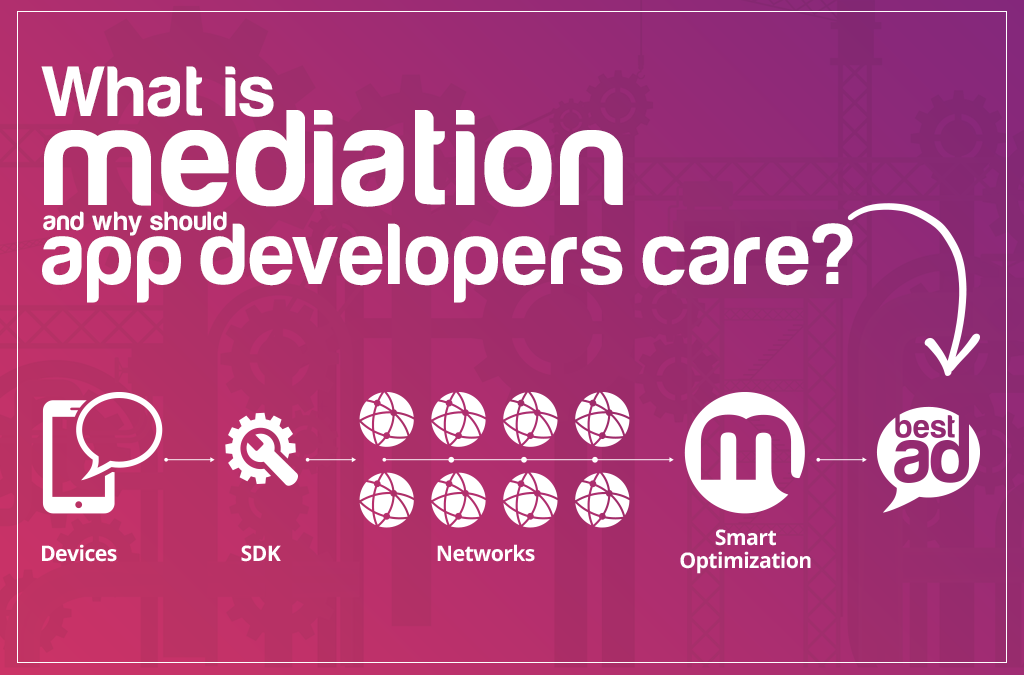 What is
mediation
and why should
app developers care?
best
ad
m
Devices
SDK
Networks
Smart
Optimization